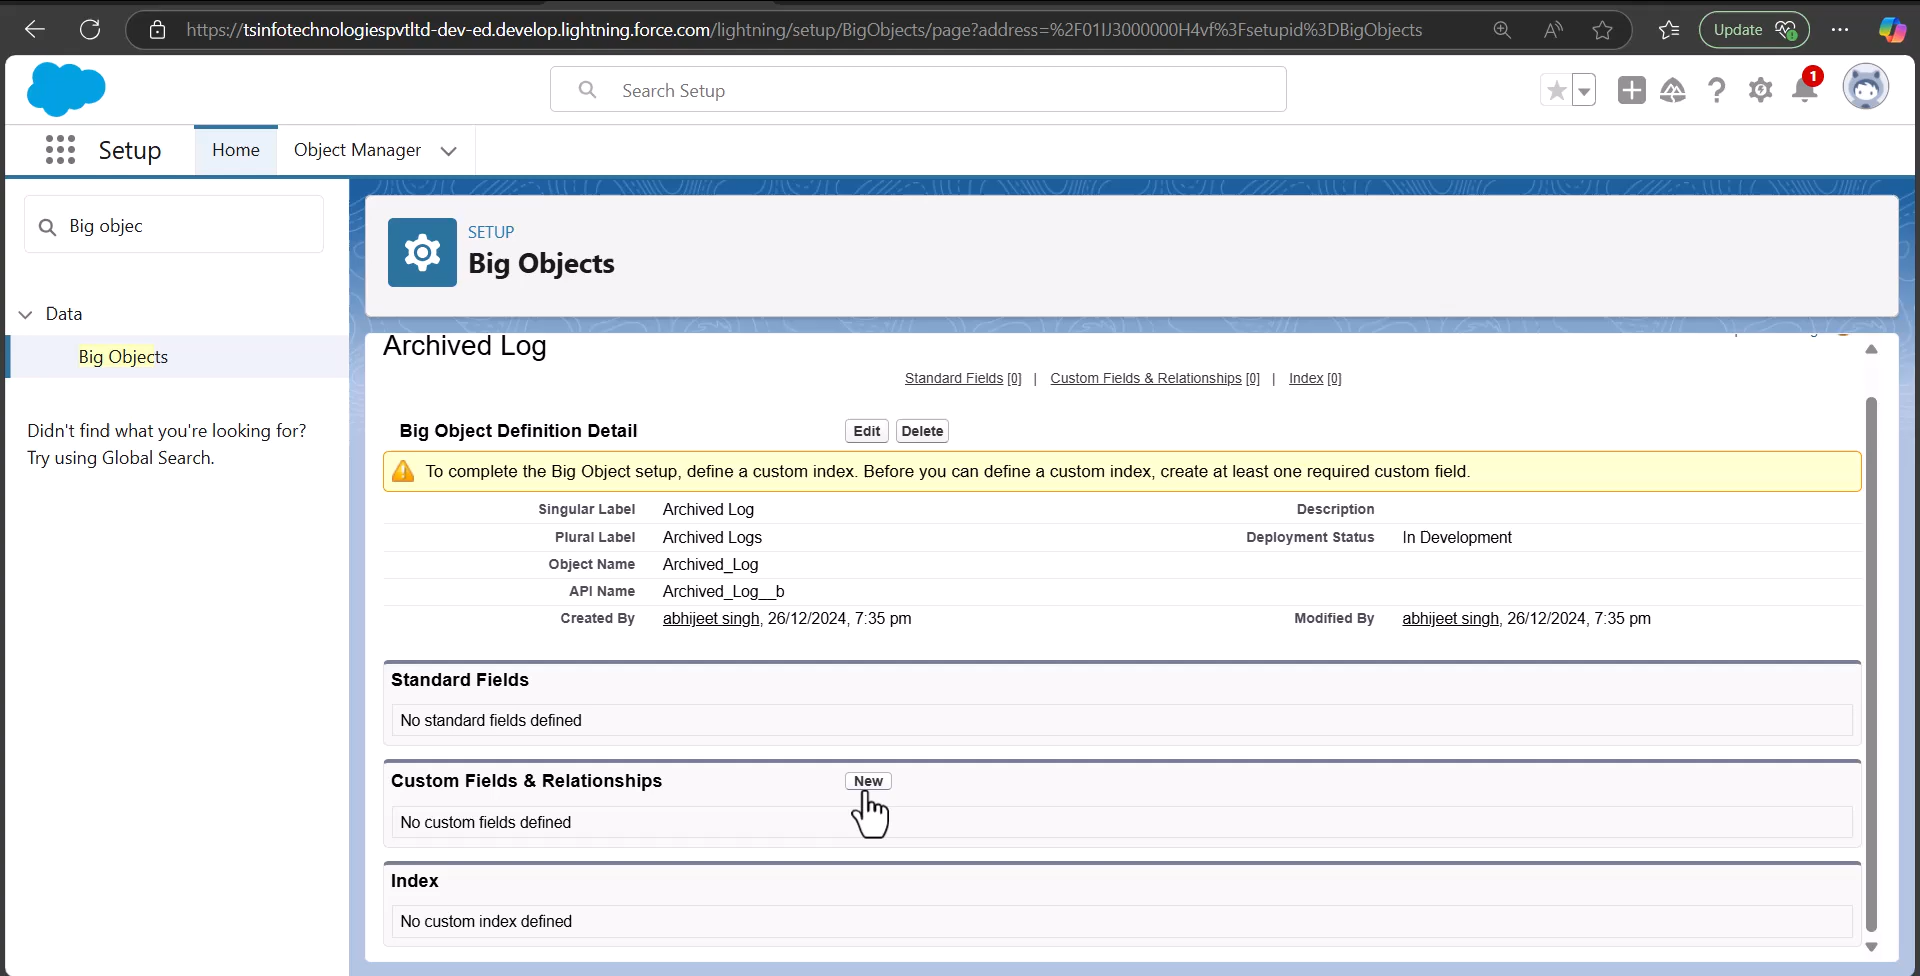 https://tsinfotechnologiespvtltd-dev-ed.develop.lightning.force.com/lightning/setup/BigObjects/page?address=%2F01IJ3000000H4vf%3Fsetupid%3DBigObjects
Update
Search Setup
1
Setup
Home
Object Manager
Big objec
Data
Big Objects
Didn't find what you're looking for?
Try using Global Search.
SETUP
Big Objects
Archived Log
Standard Fields [0] | Custom Fields & Relationships [0] | Index [0]
Big Object Definition Detail
Edit
Delete
To complete the Big Object setup, define a custom index. Before you can define a custom index, create at least one required custom field.
Singular Label Archived Log
Description
Plural Label Archived Logs
Deployment Status In Development
Object Name Archived_Log
API Name Archived_Log__b
Created By abhijeet singh, 26/12/2024, 7:35 pm
Modified By abhijeet singh, 26/12/2024, 7:35 pm
Standard Fields
No standard fields defined
Custom Fields & Relationships
New
No custom fields defined
Index
No custom index defined